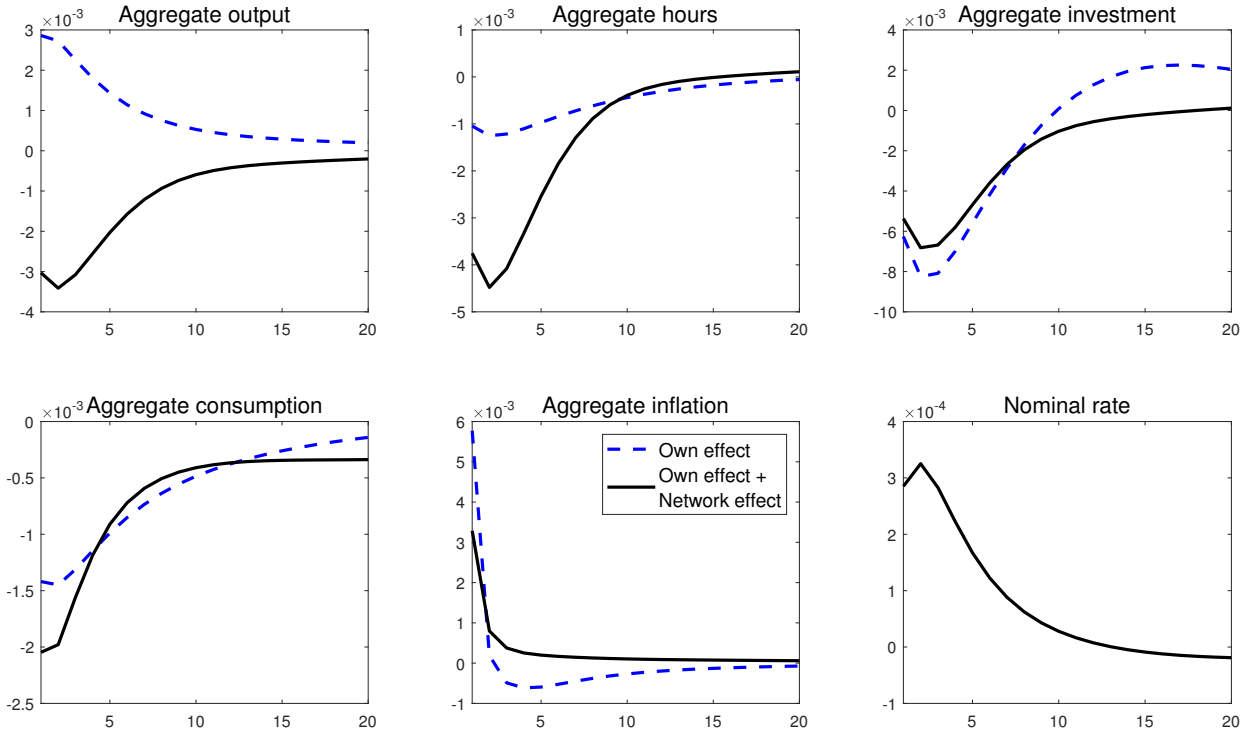 ×10⁻³ Aggregate output
3
2
1
0
-1
-2
-3
-4
5 10 15 20
×10⁻³ Aggregate hours
1
0
-1
-2
-3
-4
-5
5 10 15 20
×10⁻³ Aggregate investment
4
2
0
-2
-4
-6
-8
-10
5 10 15 20
×10⁻³ Aggregate consumption
0
-0.5
-1
-1.5
-2
-2.5
5 10 15 20
×10⁻³ Aggregate inflation
6
5
4
3
2
1
0
-1
Own effect
Own effect +
Network effect
5 10 15 20
×10⁻⁴ Nominal rate
4
3
2
1
0
-1
5 10 15 20